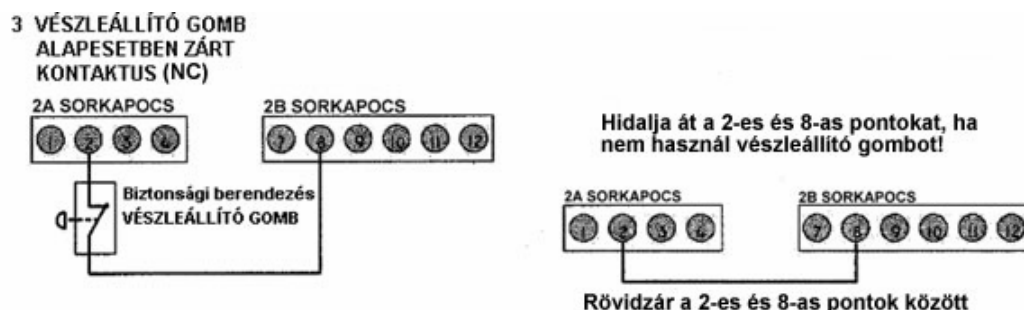 3 VÉSZLEÁLLÍTÓ GOMB
ALAPESETBEN ZÁRT
KONTAKTUS (NC)
2A SORKAPOCS
1 2 3 4
2B SORKAPOCS
7 8 9 10 11 12
Biztonsági berendezés
VÉSZLEÁLLÍTÓ GOMB
Hidalja át a 2-es és 8-as pontokat, ha
nem használ vészleállító gombot!
2A SORKAPOCS
1 2 3 4
2B SORKAPOCS
7 8 9 10 11 12
Rövidzár a 2-es és 8-as pontok között